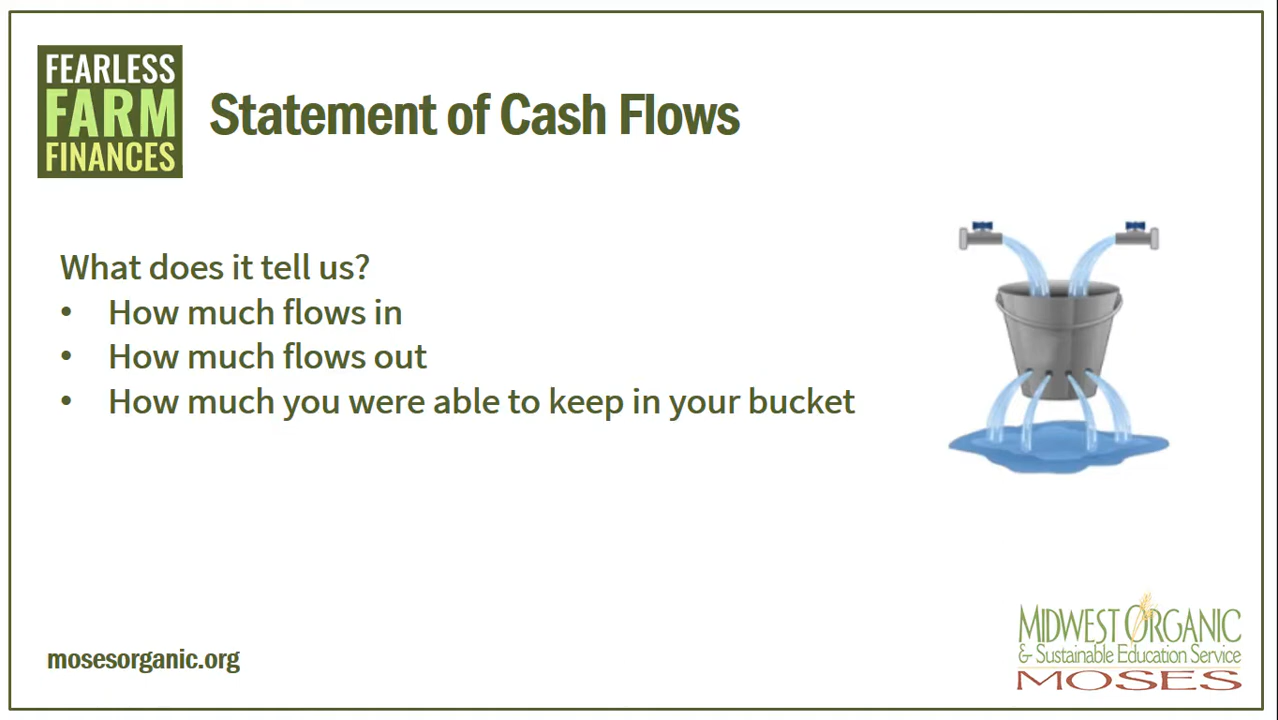 FEARLESS
FARM
FINANCES
Statement of Cash Flows
What does it tell us?
• How much flows in
• How much flows out
• How much you were able to keep in your bucket
mosesorganic.org
MIDWEST ORGANIC
& Sustainable Education Service
MOSES